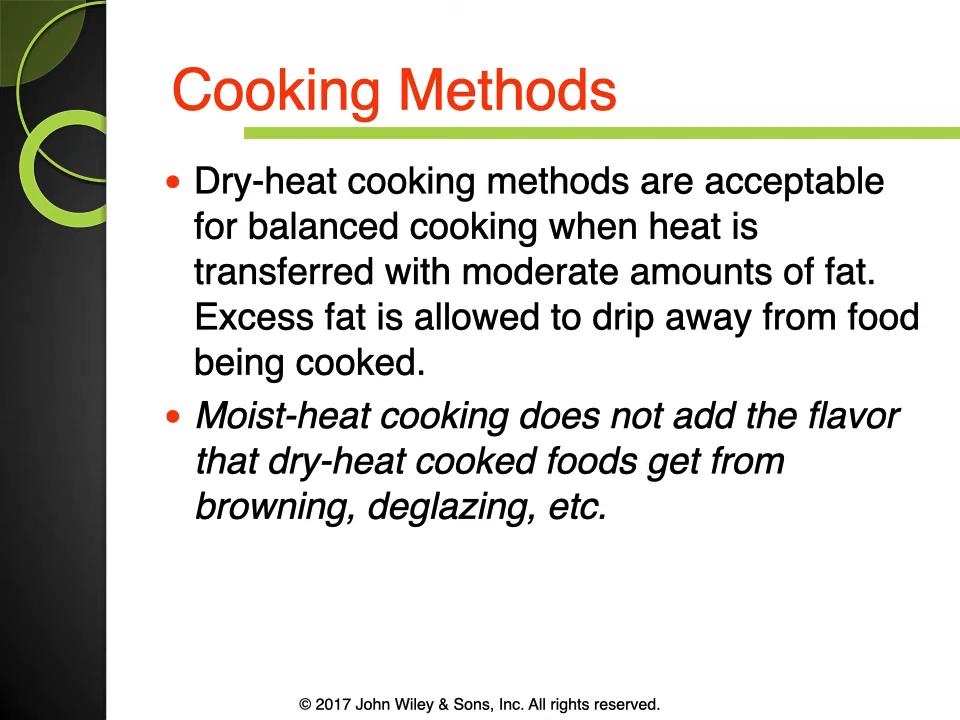 Cooking Methods
• Dry-heat cooking methods are acceptable
for balanced cooking when heat is
transferred with moderate amounts of fat.
Excess fat is allowed to drip away from food
being cooked.
• Moist-heat cooking does not add the flavor
that dry-heat cooked foods get from
browning, deglazing, etc.
© 2017 John Wiley & Sons, Inc. All rights reserved.